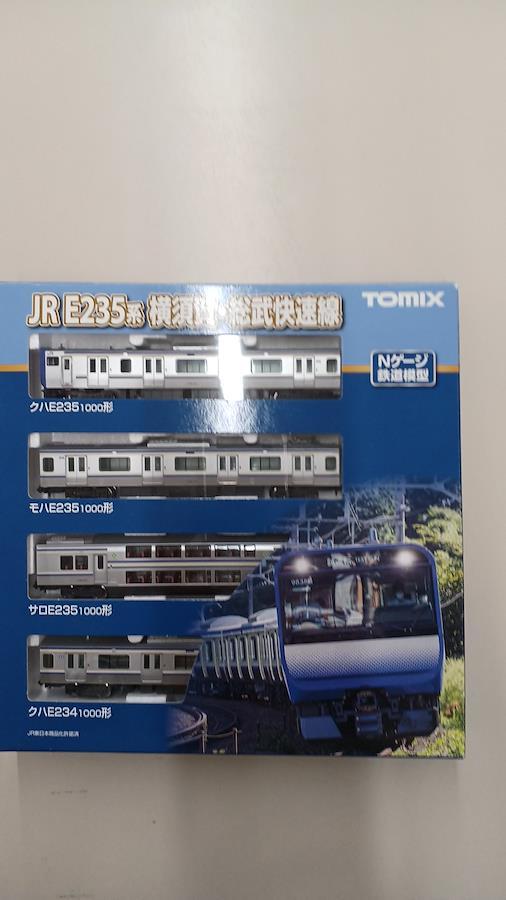 JR E235系 横須 総武快速線
TOMIX
Nゲージ
鉄道模型
クハE2351000形
モハE2351000形
サロE2351000形
クハE2341000形
JR東日本商品化許諾済